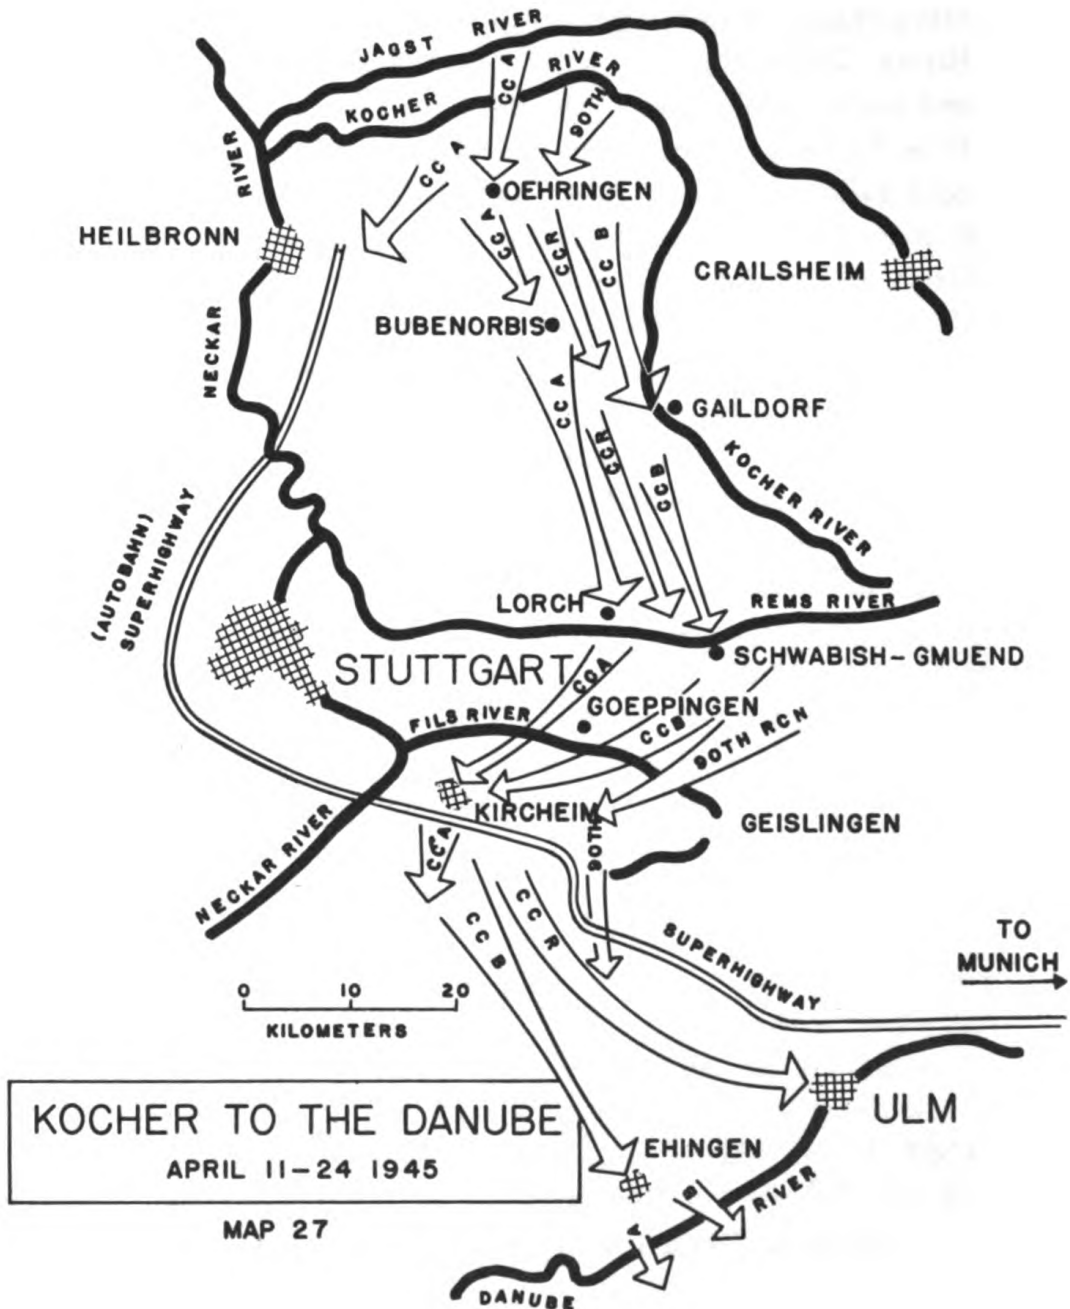 JAGST RIVER
CC A
RIVER
KOCHER
90TH
RIVER
CC A
OEHRINGEN
HEILBRONN
CC A
CCR
CC B
CRAILSHEIM
NECKAR
BUBENORBIS
CC A
GAILDORF
CCR
CCB
KOCHER RIVER
(AUTOBAHN)
SUPERHIGHWAY
LORCH
REMS RIVER
SCHWABISH-GMUEND
STUTTGART
CCA
GOEPPINGEN
FILS RIVER
CCB
90TH RCN
KIRCHEIM
GEISLINGEN
NECKAR RIVER
CCA
90TH
CC B
CC R
SUPERHIGHWAY
TO
MUNICH
0 10 20
KILOMETERS
KOCHER TO THE DANUBE
APRIL 11-24 1945
ULM
EHINGEN
MAP 27
B
RIVER
A
DANUBE